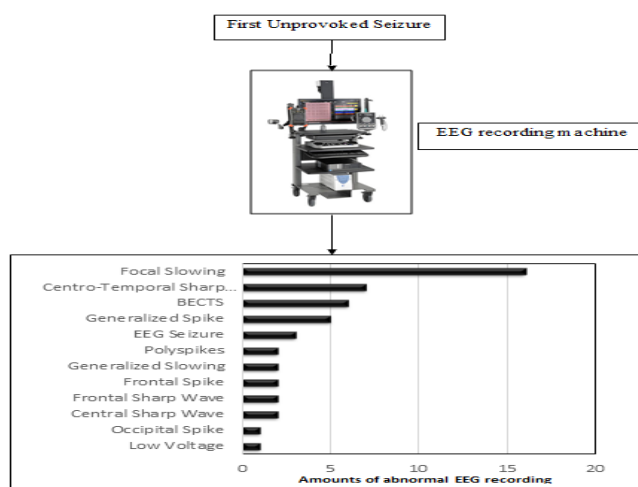 First Unprovoked Seizure
EEG recording machine
Focal Slowing
Centro-Temporal Sharp...
BECTS
Generalized Spike
EEG Seizure
Polyspikes
Generalized Slowing
Frontal Spike
Frontal Sharp Wave
Central Sharp Wave
Occipital Spike
Low Voltage
0 5 10 15 20
Amounts of abnormal EEG recording